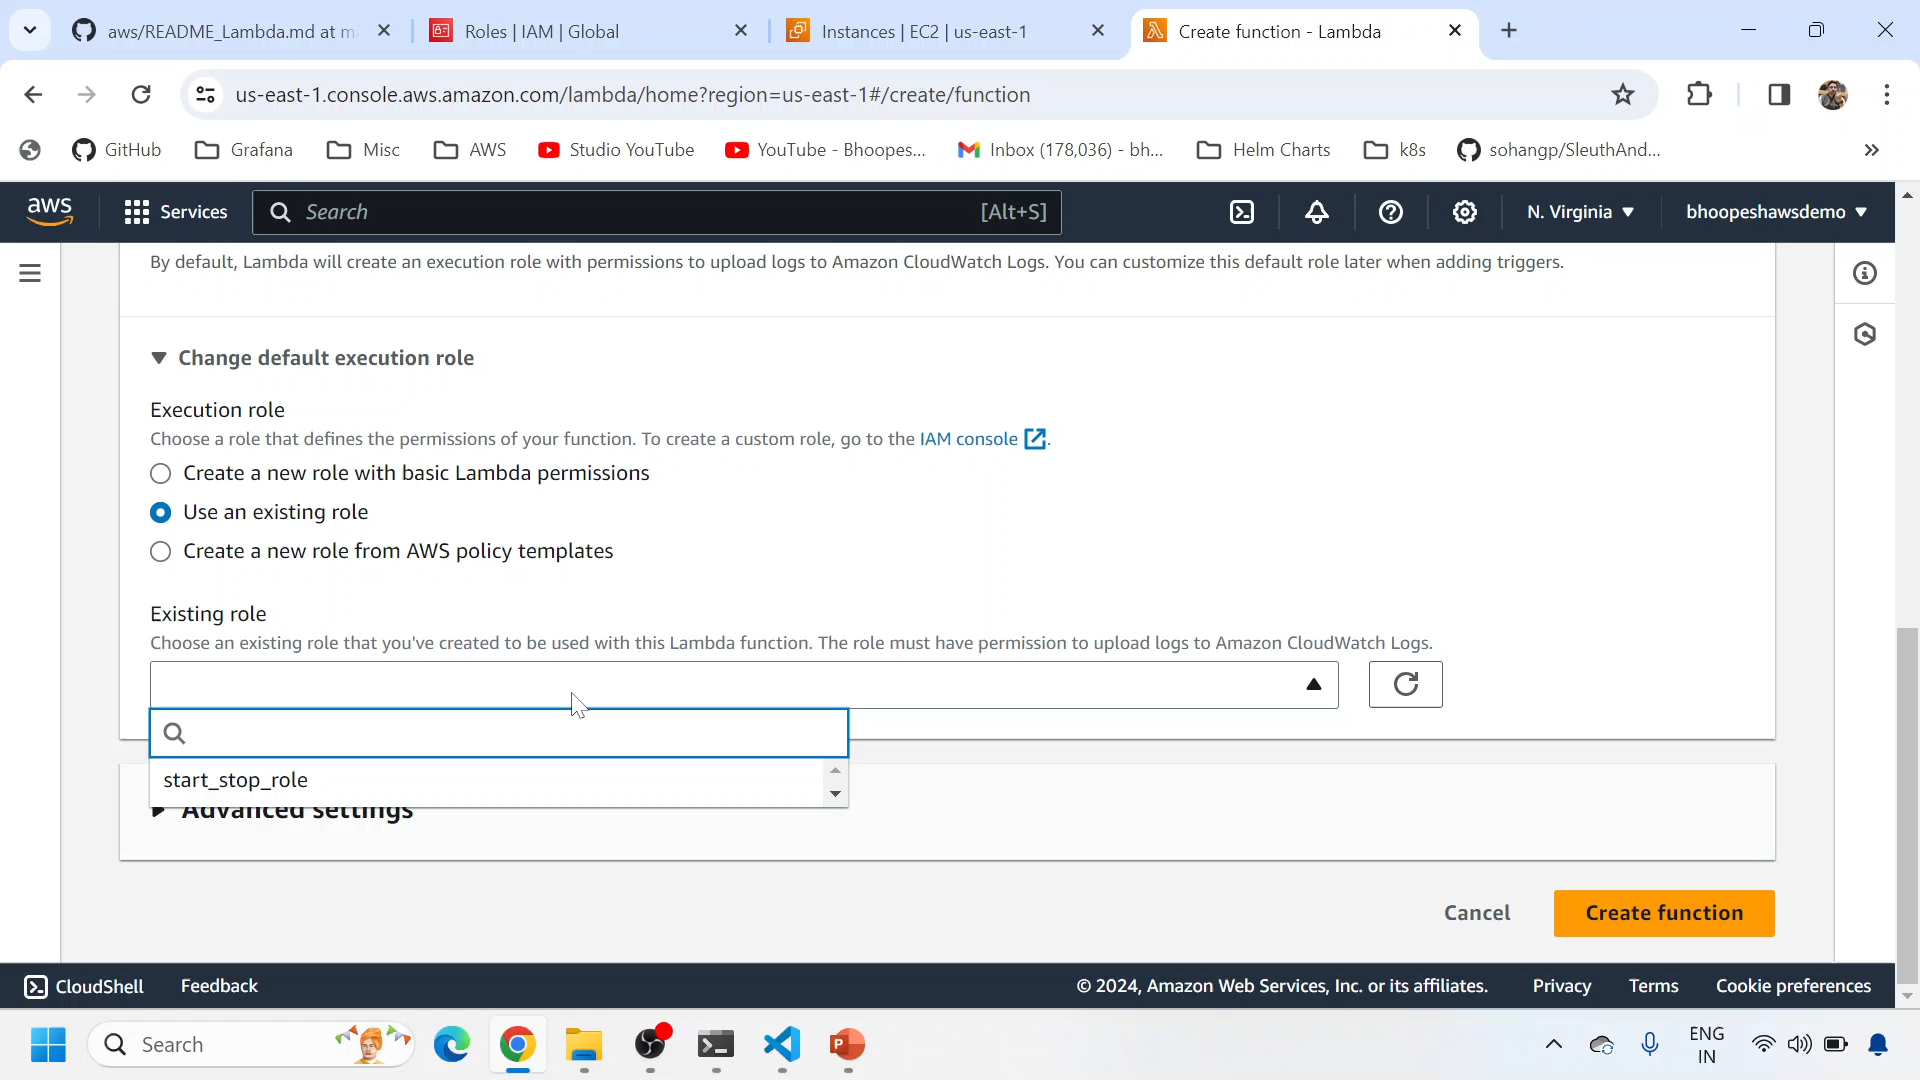 aws/README_Lambda.md at m
Roles | IAM | Global
Instances | EC2 | us-east-1
Create function - Lambda
us-east-1.console.aws.amazon.com/lambda/home?region=us-east-1#/create/function
GitHub
Grafana
Misc
AWS
Studio YouTube
YouTube - Bhoopes...
Inbox (178,036) - bh...
Helm Charts
k8s
sohangp/SleuthAnd...
aws
Services
Search
[Alt+S]
N. Virginia
bhoopeshawsdemo
By default, Lambda will create an execution role with permissions to upload logs to Amazon CloudWatch Logs. You can customize this default role later when adding triggers.
Change default execution role
Execution role
Choose a role that defines the permissions of your function. To create a custom role, go to the IAM console.
Create a new role with basic Lambda permissions
Use an existing role
Create a new role from AWS policy templates
Existing role
Choose an existing role that you've created to be used with this Lambda function. The role must have permission to upload logs to Amazon CloudWatch Logs.
start_stop_role
Advanced settings
Cancel
Create function
CloudShell
Feedback
© 2024, Amazon Web Services, Inc. or its affiliates.
Privacy
Terms
Cookie preferences
Search
ENG
IN